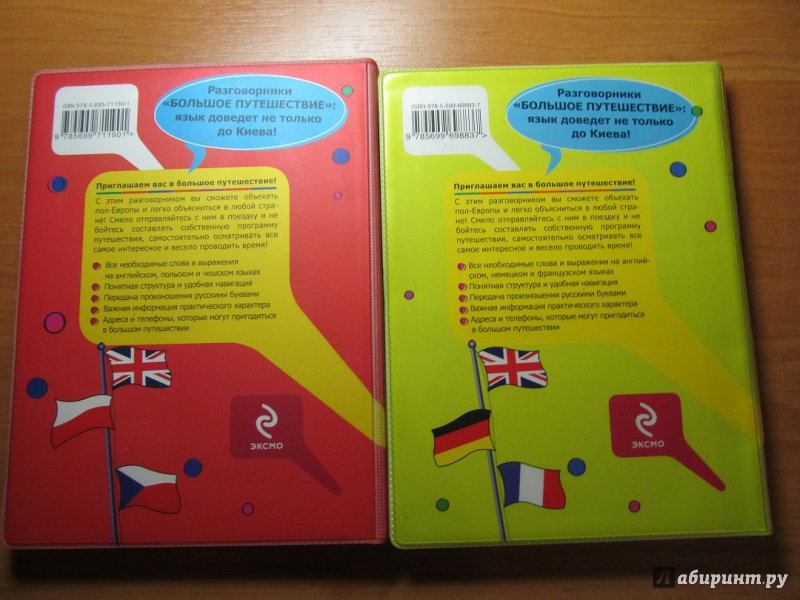 ISBN 978-5-699-71190-1
9 785699 711901 >
Разговорники
«БОЛЬШОЕ ПУТЕШЕСТВИЕ»:
язык доведет не только
до Киева!
Приглашаем вас в большое путешествие!
С этим разговорником вы сможете объехать
пол-Европы и легко объясниться в любой стра-
не! Смело отправляйтесь с ним в поездку и не
бойтесь составлять собственную программу
путешествия, самостоятельно осматривать все
самое интересное и весело проводить время!
Все необходимые слова и выражения
на английском, польском и чешском языках
Понятная структура и удобная навигация
Передача произношения русскими буквами
Важная информация практического характера
Адреса и телефоны, которые могут пригодиться
в большом путешествии
ЭКСМО
ISBN 978-5-699-69883-7
9 785699 698837 >
Разговорники
«БОЛЬШОЕ ПУТЕШЕСТВИЕ»:
язык доведет не только
до Киева!
Приглашаем вас в большое путешествие!
С этим разговорником вы сможете объехать
пол-Европы и легко объясниться в любой стра-
не! Смело отправляйтесь с ним в поездку и не
бойтесь составлять собственную программу
путешествия, самостоятельно осматривать все
самое интересное и весело проводить время!
Все необходимые слова и выражения на англий-
ском, немецком и французском языках
Понятная структура и удобная навигация
Передача произношения русскими буквами
Важная информация практического характера
Адреса и телефоны, которые могут пригодиться
в большом путешествии
ЭКСМО
Лабиринт.ру